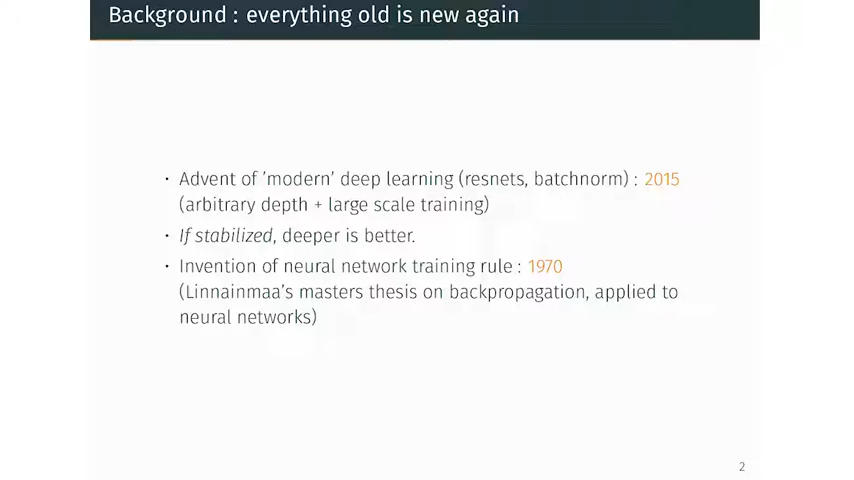 Background : everything old is new again
· Advent of 'modern' deep learning (resnets, batchnorm) : 2015
(arbitrary depth + large scale training)
· If stabilized, deeper is better.
· Invention of neural network training rule : 1970
(Linnainmaa's masters thesis on backpropagation, applied to
neural networks)
2